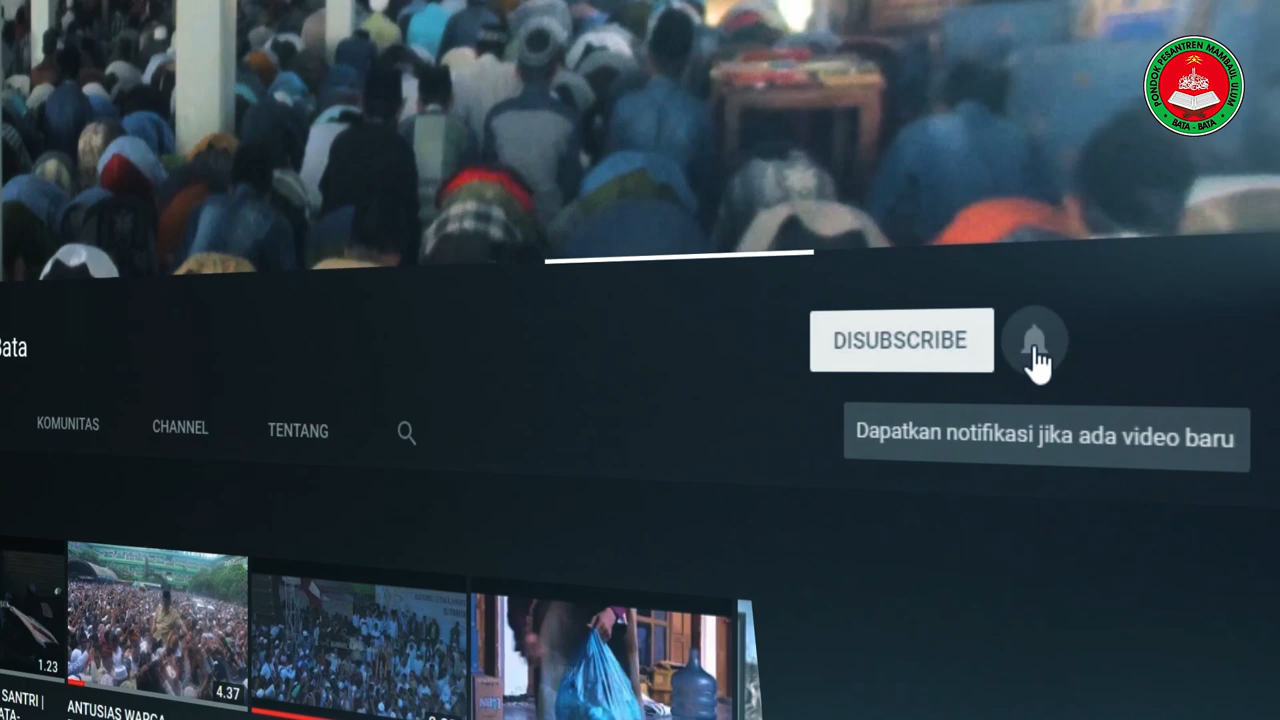 PONDOK PESANTREN MAMBAUL ULUM
BATA - BATA
Bata
DISUBSCRIBE
KOMUNITAS
CHANNEL
TENTANG
Dapatkan notifikasi jika ada video baru
1.23
4.37
SANTRI |
ATA-
ANTUSIAS WARGA